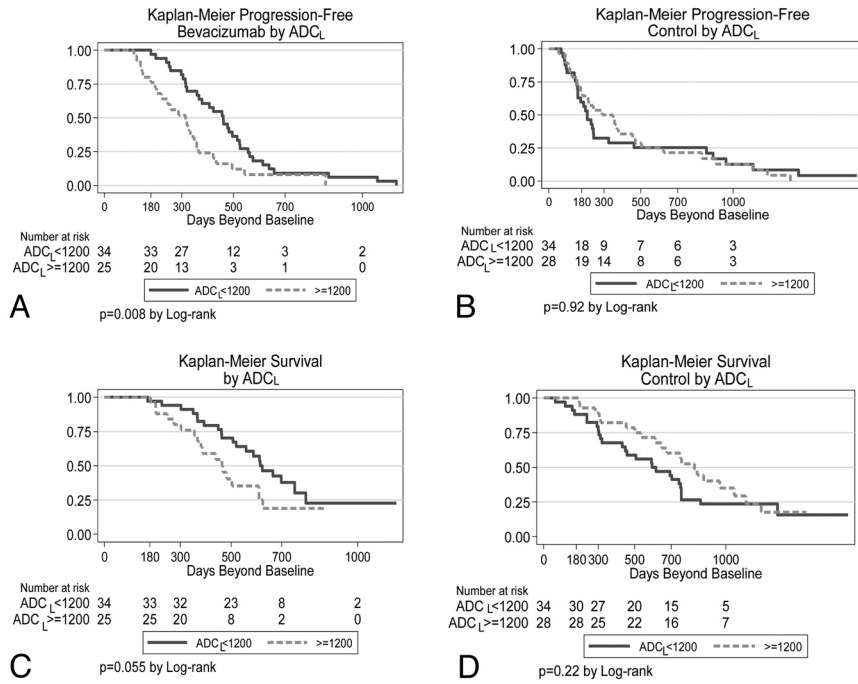 Kaplan-Meier Progression-Free
Bevacizumab by ADCL
1.00
0.75
0.50
0.25
0.00
0 180 300 500 700 1000
Days Beyond Baseline
Number at risk
ADCL<1200 34 33 27 12 3 2
ADCL>=1200 25 20 13 3 1 0
ADCL<1200 >=1200
A
p=0.008 by Log-rank
Kaplan-Meier Progression-Free
Control by ADCL
1.00
0.75
0.50
0.25
0.00
0 180 300 500 700 1000
Days Beyond Baseline
Number at risk
ADCL<1200 34 18 9 7 6 3
ADCL>=1200 28 19 14 8 6 3
ADCL<1200 >=1200
B
p=0.92 by Log-rank
Kaplan-Meier Survival
by ADCL
1.00
0.75
0.50
0.25
0.00
0 180 300 500 700 1000
Days Beyond Baseline
Number at risk
ADCL<1200 34 33 32 23 8 2
ADCL>=1200 25 25 20 8 2 0
ADCL<1200 >=1200
C
p=0.055 by Log-rank
Kaplan-Meier Survival
Control by ADCL
1.00
0.75
0.50
0.25
0.00
0 180 300 500 700 1000
Days Beyond Baseline
Number at risk
ADCL<1200 34 30 27 20 15 5
ADCL>=1200 28 28 25 22 16 7
ADCL<1200 >=1200
D
p=0.22 by Log-rank